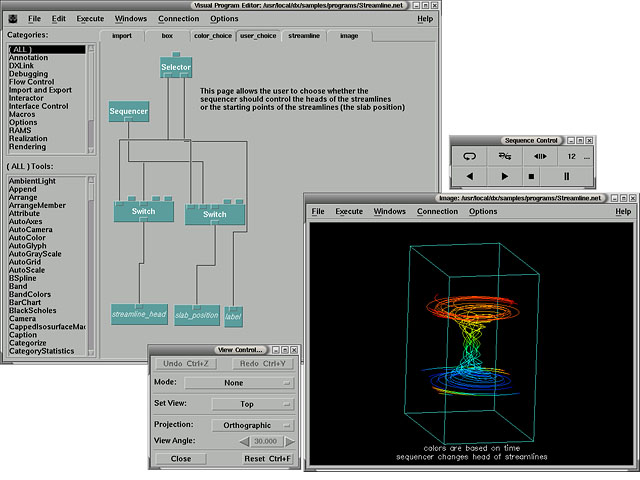 Visual Program Editor: /usr/local/dx/samples/programs/Streamline.net
File Edit Execute Windows Connection Options Help
Categories:
( ALL )
Annotation
DXLink
Debugging
Flow Control
Import and Export
Interactor
Interface Control
Macros
Options
RAMS
Realization
Rendering
( ALL ) Tools:
AmbientLight
Append
Arrange
ArrangeMember
Attribute
AutoAxes
AutoCamera
AutoColor
AutoGlyph
AutoGrayScale
AutoGrid
AutoScale
BSpline
Band
BandColors
BarChart
BlackScholes
Camera
CappedIsosurfaceMac
Caption
Categorize
CategoryStatistics
import box color_choice user_choice streamline image
Selector
This page allows the user to choose whether the
sequencer should control the heads of the streamlines
or the starting points of the streamlines (the slab position)
Sequencer
Switch
Switch
streamline_head
slab_position
label
Sequence Control
12 ...
View Control...
Undo Ctrl+Z Redo Ctrl+Y
Mode: None
Set View: Top
Projection: Orthographic
View Angle: 30.000
Close Reset Ctrl+F
Image: /usr/local/dx/samples/programs/Streamline.net
File Execute Windows Connection Options Help
colors are based on time
sequencer changes head of streamlines